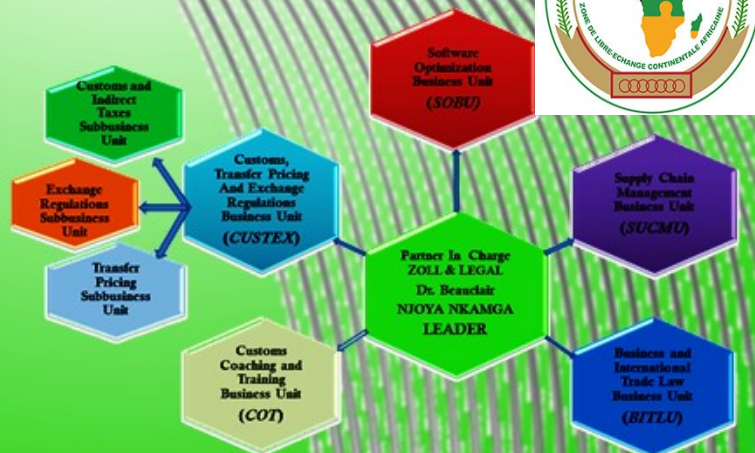 ZONE DE LIBRE-ECHANGE CONTINENTALE AFRICAINE
Software
Optimization
Business Unit
(SOBU)
Customs and
Indirect
Taxes
Subbusiness
Unit
Customs,
Transfer Pricing
And Exchange
Regulations
Business Unit
(CUSTEX)
Supply Chain
Management
Business Unit
(SUCMU)
Exchange
Regulations
Subbusiness
Unit
Partner In Charge
ZOLL & LEGAL
Dr. Beauclair
NJOYA NKAMGA
LEADER
Transfer
Pricing
Subbusiness
Unit
Customs
Coaching and
Training
Business Unit
(COT)
Business and
International
Trade Law
Business Unit
(BITLU)